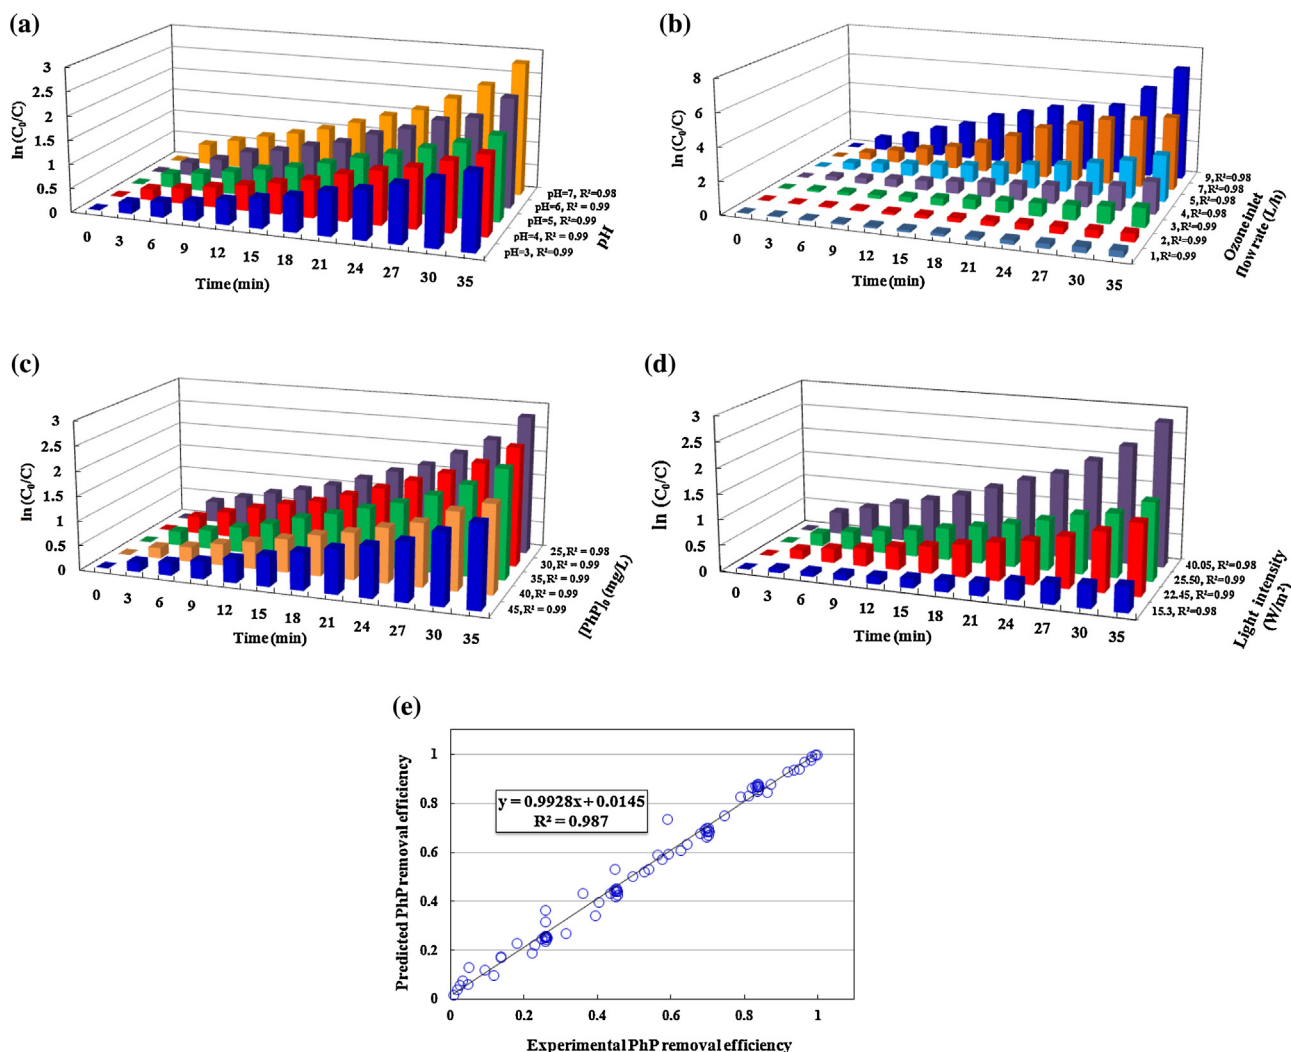 (a)
ln (C₀/C)
3
2.5
2
1.5
1
0.5
0
0 3 6 9 12 15 18 21 24 27 30 35
Time (min)
pH=7, R²=0.98
pH=6, R² = 0.99
pH=5, R²=0.99
pH=4, R² = 0.99
pH=3, R²=0.99
pH
(b)
ln (C₀/C)
8
6
4
2
0
0 3 6 9 12 15 18 21 24 27 30 35
Time (min)
9, R²=0.98
7, R²=0.98
5, R²=0.98
4, R²=0.98
3, R²=0.99
2, R²=0.99
1, R²=0.99
Ozone inlet
flow rate (L/h)
(c)
ln (C₀/C)
3
2.5
2
1.5
1
0.5
0
0 3 6 9 12 15 18 21 24 27 30 35
Time (min)
25, R² = 0.98
30, R² = 0.99
35, R² = 0.99
40, R² = 0.99
45, R² = 0.99
[PhP]₀ (mg/L)
(d)
ln (C₀/C)
3
2.5
2
1.5
1
0.5
0
0 3 6 9 12 15 18 21 24 27 30 35
Time (min)
40.05, R²=0.98
25.50, R²=0.99
22.45, R²=0.99
15.3, R²=0.98
Light intensity
(W/m²)
(e)
Predicted PhP removal efficiency
1
0.8
0.6
0.4
0.2
0
y = 0.9928x + 0.0145
R² = 0.987
0 0.2 0.4 0.6 0.8 1
Experimental PhP removal efficiency